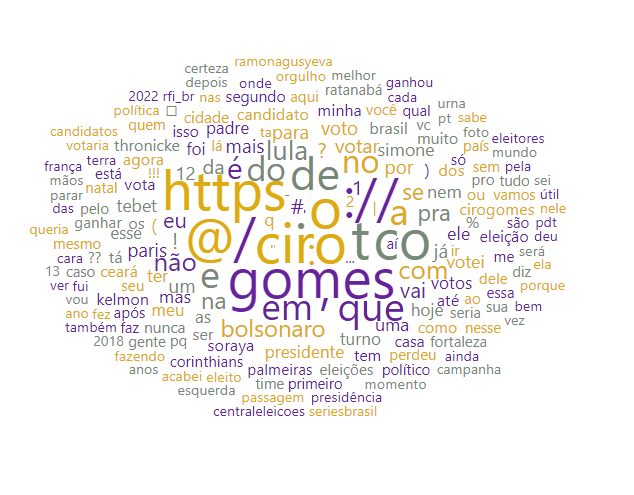 ramonagusyeva
certeza orgulho melhor
depois onde ratanabá ganhou
2022 rfi_br nas segundo aqui cada
política cidade candidato minha você qual urna
candidatos quem isso padre ta para voto brasil vc pt sabe
votaria thronicke foi lá mais ? votar muito foto eleitores
frança terra agora da é lula no simone só país mundo
mãos está !!! 12 do de por ) dos sem pela
parar natal vota https :// .1 se nem pro tudo sei
das pelo tebet #. o 2 a pra ou vamos útil
queria ganhar os ( eu @ / q | cirogomes nele
esse ciro t co % são pdt
mesmo paris ! " : ... aí já ele eleição deu
cara ?? tá não e com ir me ela
13 caso ceará ter gomes votei será
ver fui seu um , vai votos dele diz porque
vou kelmon mas na em que até ao essa
ano fez após meu as hoje seria sua bem
também faz nunca bolsonaro uma como nesse vez
2018 gente pq ser turno casa fortaleza
fazendo soraya presidente tem perdeu ainda
anos corinthians palmeiras eleições político campanha
acabei eleito time primeiro momento
esquerda passagem presidência
centraleleicoes seriesbrasil